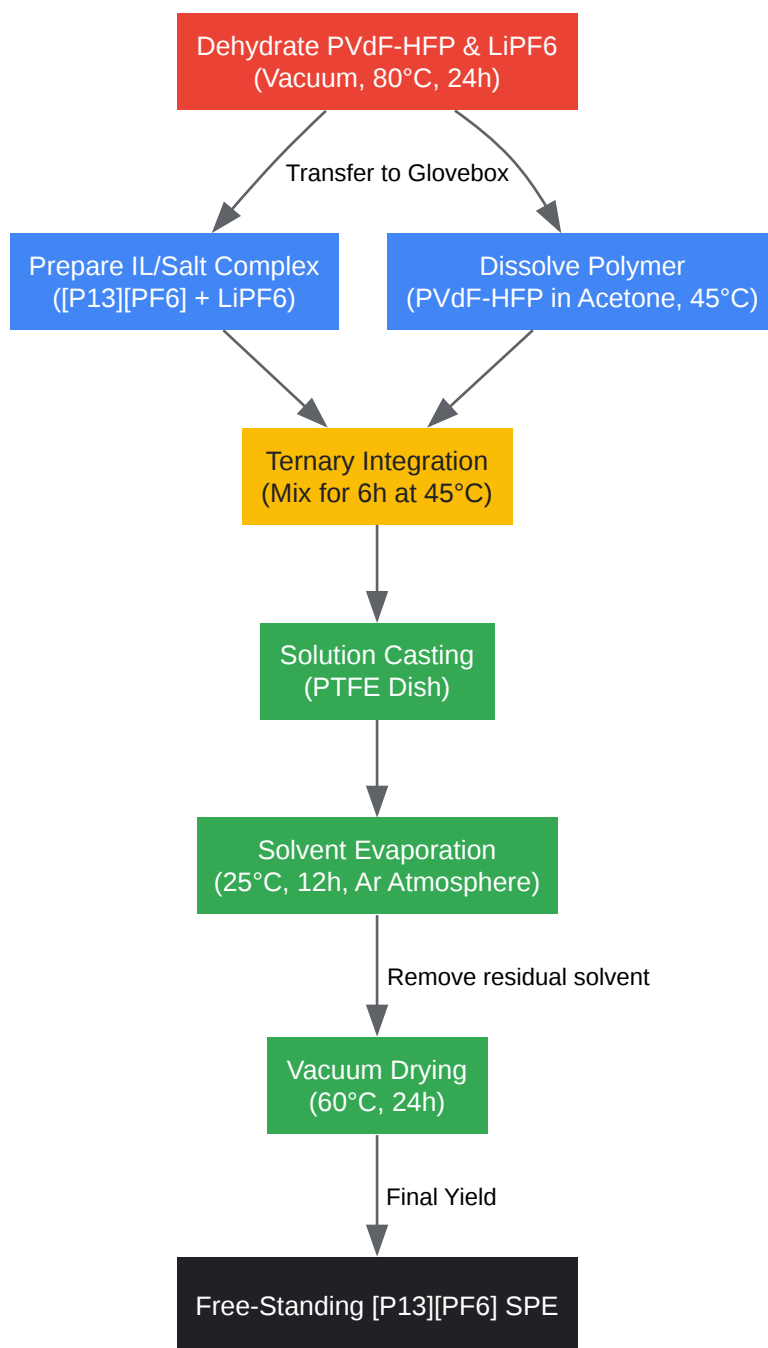 Dehydrate PVdF-HFP & LiPF6
(Vacuum, 80°C, 24h)
Transfer to Glovebox
Prepare IL/Salt Complex
([P13][PF6] + LiPF6)
Dissolve Polymer
(PVdF-HFP in Acetone, 45°C)
Ternary Integration
(Mix for 6h at 45°C)
Solution Casting
(PTFE Dish)
Solvent Evaporation
(25°C, 12h, Ar Atmosphere)
Remove residual solvent
Vacuum Drying
(60°C, 24h)
Final Yield
Free-Standing [P13][PF6] SPE